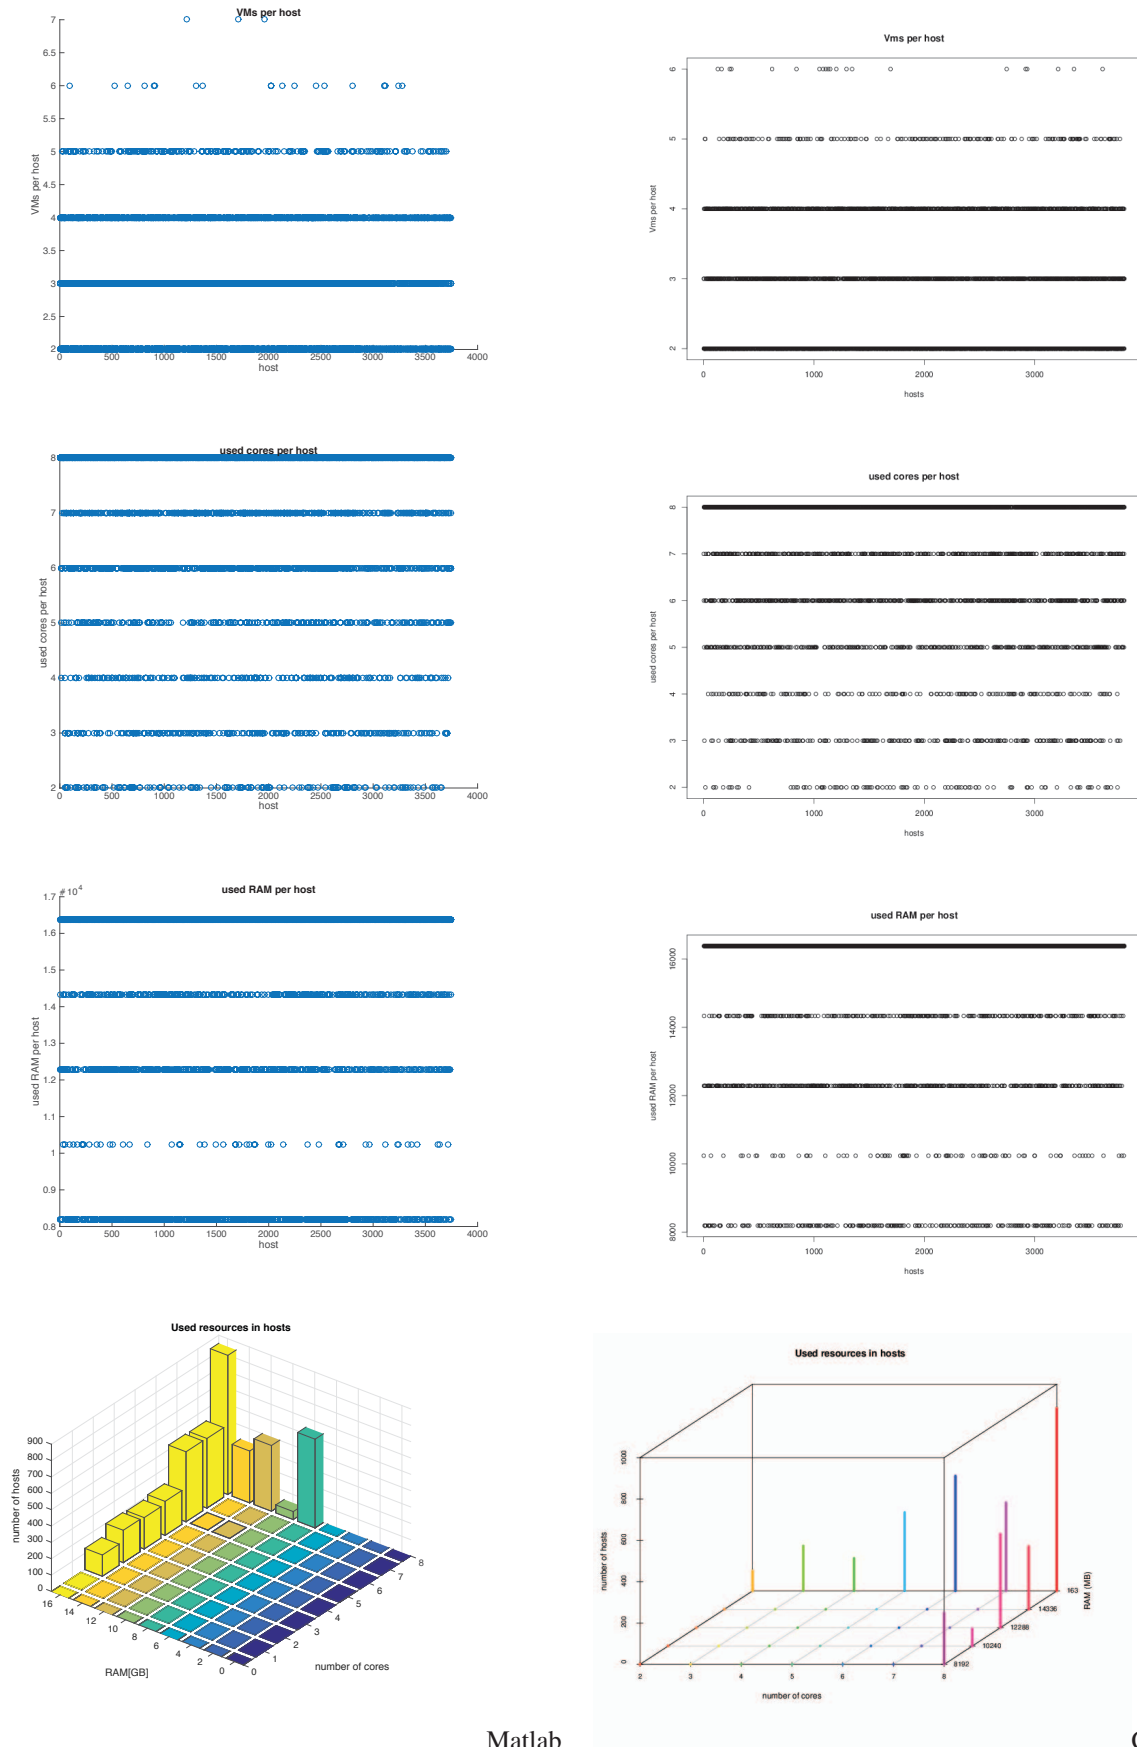 VMs per host
7
6.5
6
5.5
5
4.5
4
3.5
3
2.5
2
VMs per host
0 500 1000 1500 2000 2500 3000 3500 4000
host
Vms per host
6
5
4
3
2
Vms per host
0 1000 2000 3000
hosts
used cores per host
8
7
6
5
4
3
2
used cores per host
0 500 1000 1500 2000 2500 3000 3500 4000
host
used cores per host
8
7
6
5
4
3
2
used cores per host
0 1000 2000 3000
hosts
used RAM per host
#10^4
1.7
1.6
1.5
1.4
1.3
1.2
1.1
1
0.9
0.8
used RAM per host
0 500 1000 1500 2000 2500 3000 3500 4000
host
used RAM per host
16000
14000
12000
10000
8000
used RAM per host
0 1000 2000 3000
hosts
Used resources in hosts
900
800
700
600
500
400
300
200
100
0
number of hosts
16 14 12 10 8 6 4 2 0
RAM[GB]
0 1 2 3 4 5 6 7 8
number of cores
Used resources in hosts
1000
800
600
400
200
0
number of hosts
2 3 4 5 6 7 8
number of cores
8192 10240 12288 14336 163
RAM (MB)
Matlab